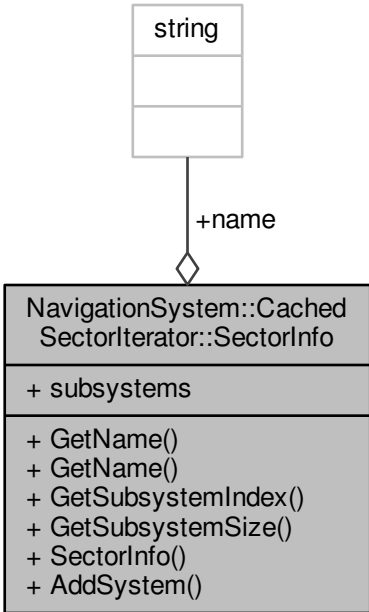 string
+name
NavigationSystem::Cached
SectorIterator::SectorInfo
+ subsystems
+ GetName()
+ GetName()
+ GetSubsystemIndex()
+ GetSubsystemSize()
+ SectorInfo()
+ AddSystem()